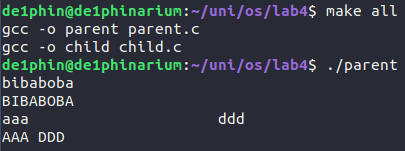 de1phin@de1phinarium:~/uni/os/lab4$ make all
gcc -o parent parent.c
gcc -o child child.c
de1phin@de1phinarium:~/uni/os/lab4$ ./parent
bibaboba
BIBABOBA
aaa                        ddd
AAA DDD